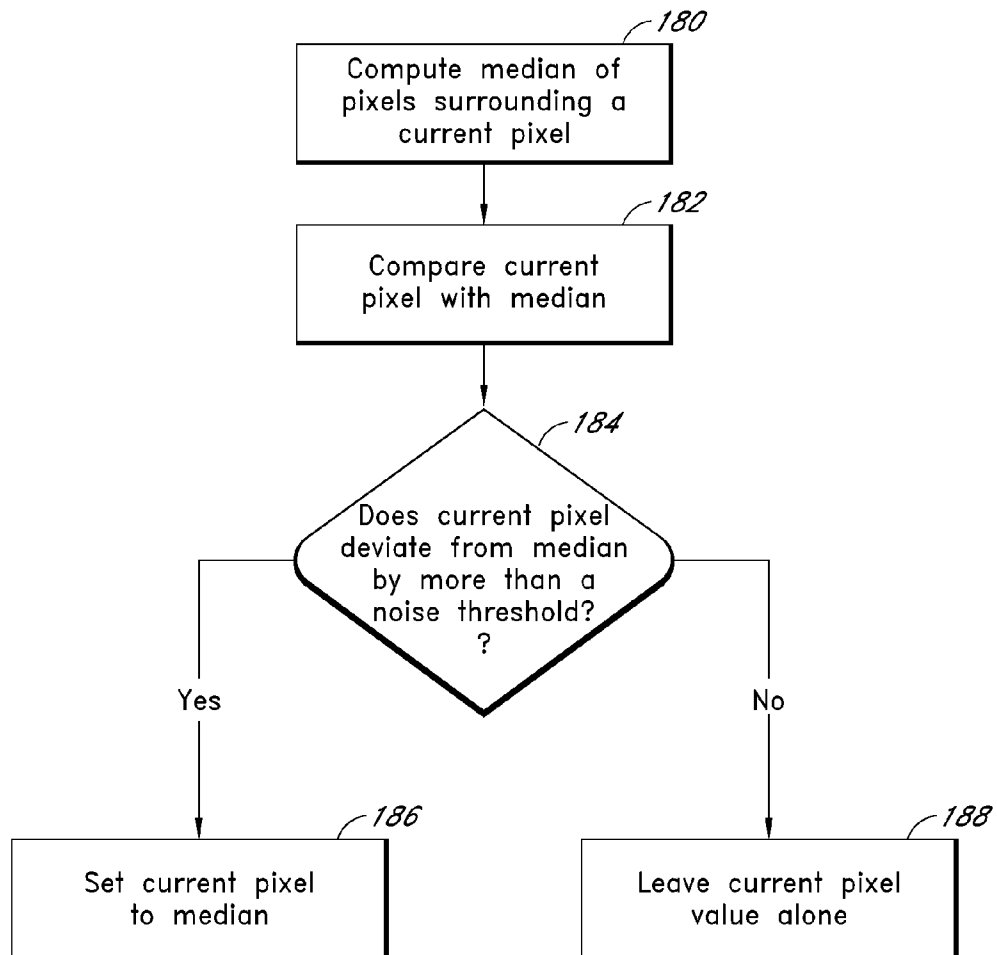 180
Compute median of
pixels surrounding a
current pixel
182
Compare current
pixel with median
184
Does current pixel
deviate from median
by more than a
noise threshold?
?
Yes
No
186
Set current pixel
to median
188
Leave current pixel
value alone